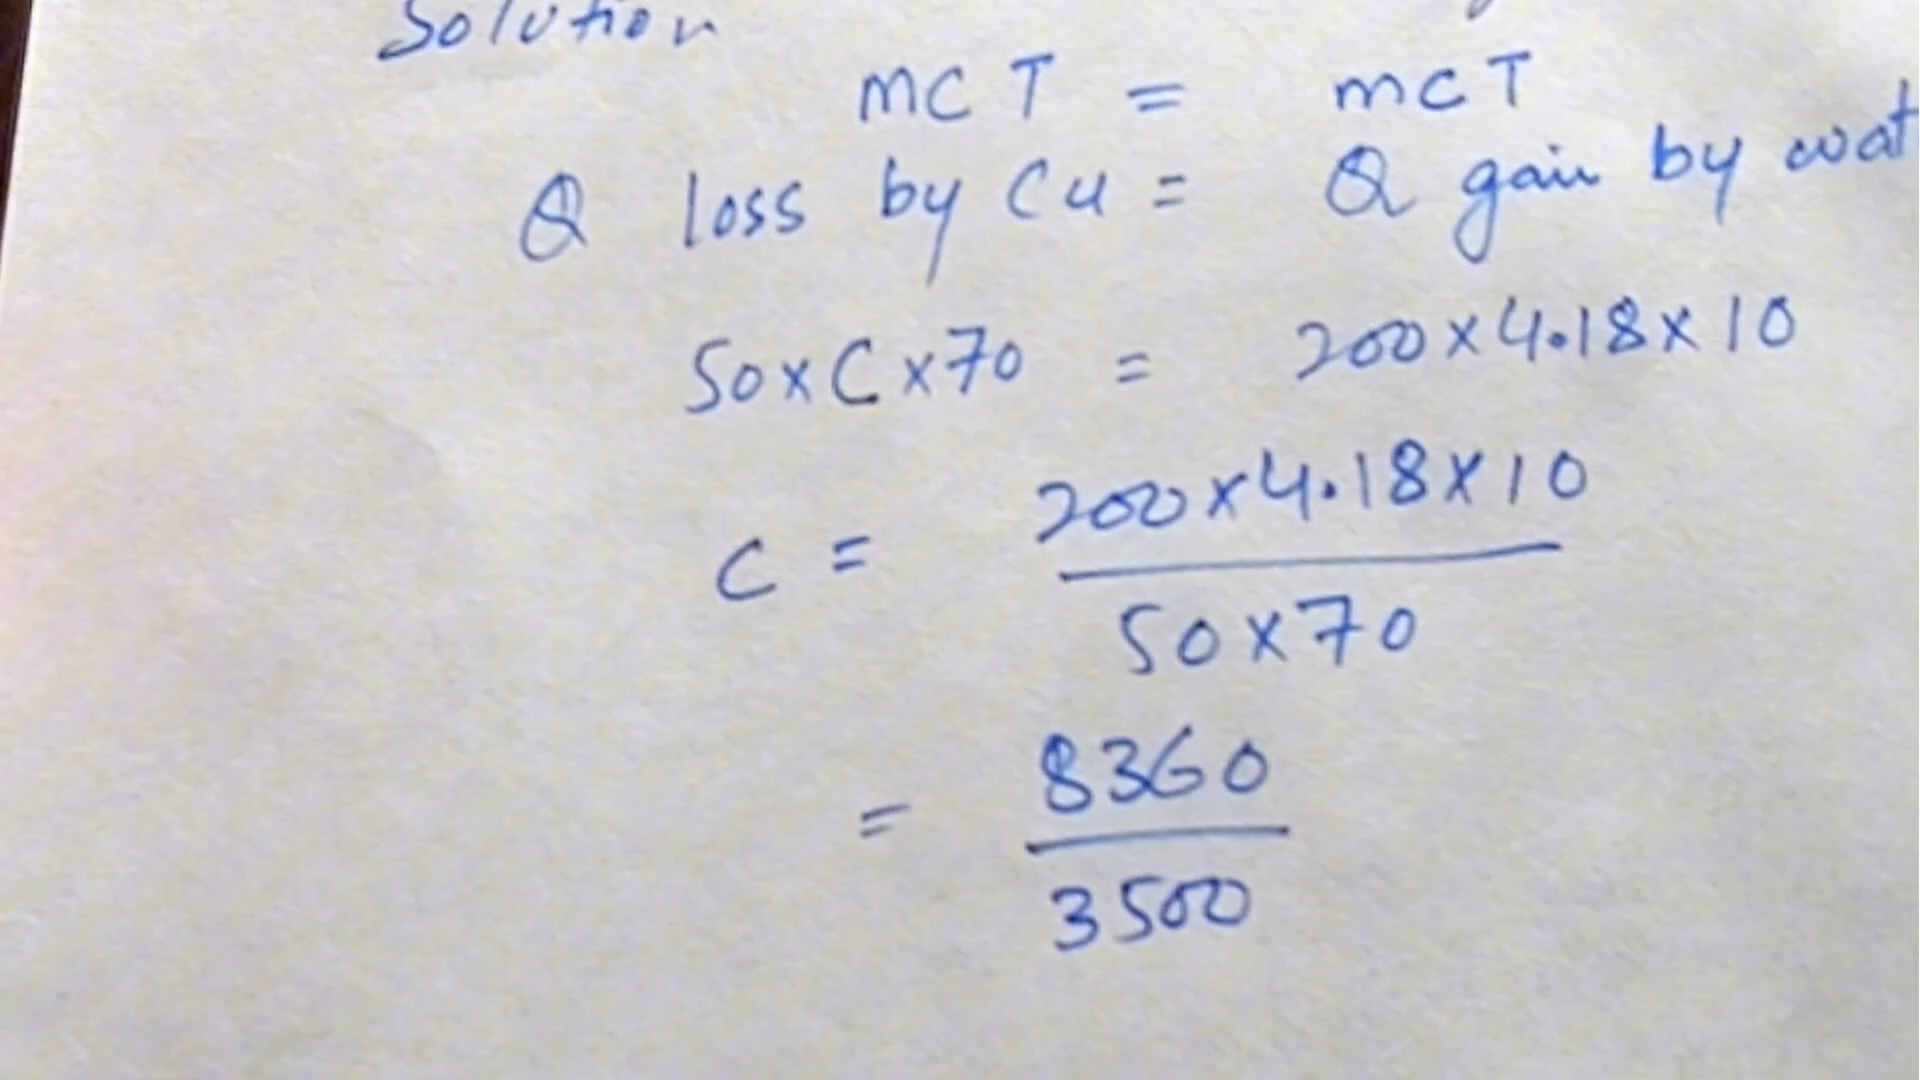 Solution
mCT = mcT
Q loss by Cu = Q gain by
50×C×70 = 200×4.18×10
C = 200×4.18×10
50×70
= 8360
3500